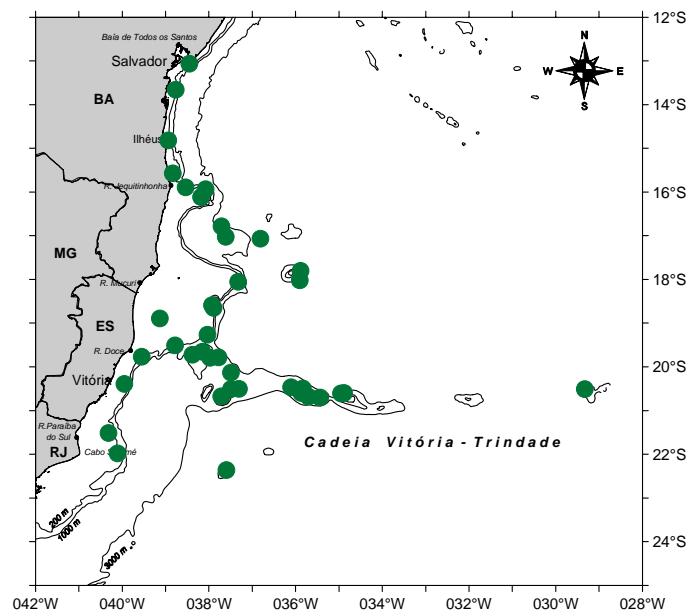 12°S
Baía de Todos os Santos
Salvador
N
W E
S
BA
14°S
Ilhéus
R. Jequitinhonha
16°S
MG
R. Mucuri
18°S
ES
R. Doce
20°S
Vitória
R.Paraíba
do Sul
RJ
Cabo
Cadeia Vitória - Trindade
22°S
200 m
1000 m
3000 m
24°S
042°W 040°W 038°W 036°W 034°W 032°W 030°W 028°W